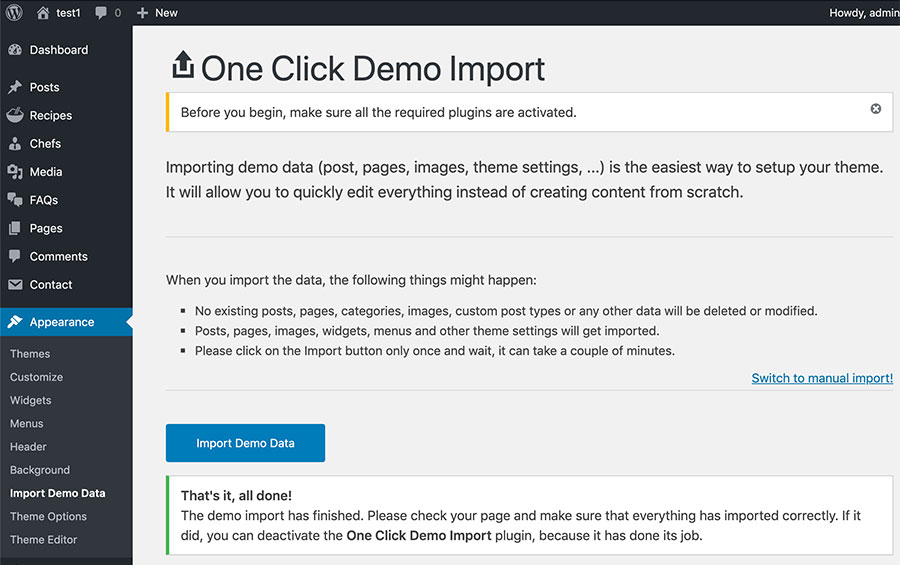 test1 0 New Howdy, admin
Dashboard
Posts
Recipes
Chefs
Media
FAQs
Pages
Comments
Contact
Appearance
Themes
Customize
Widgets
Menus
Header
Background
Import Demo Data
Theme Options
Theme Editor
One Click Demo Import
Before you begin, make sure all the required plugins are activated.
Importing demo data (post, pages, images, theme settings, ...) is the easiest way to setup your theme.
It will allow you to quickly edit everything instead of creating content from scratch.
When you import the data, the following things might happen:
No existing posts, pages, categories, images, custom post types or any other data will be deleted or modified.
Posts, pages, images, widgets, menus and other theme settings will get imported.
Please click on the Import button only once and wait, it can take a couple of minutes.
Switch to manual import!
Import Demo Data
That's it, all done!
The demo import has finished. Please check your page and make sure that everything has imported correctly. If it
did, you can deactivate the One Click Demo Import plugin, because it has done its job.